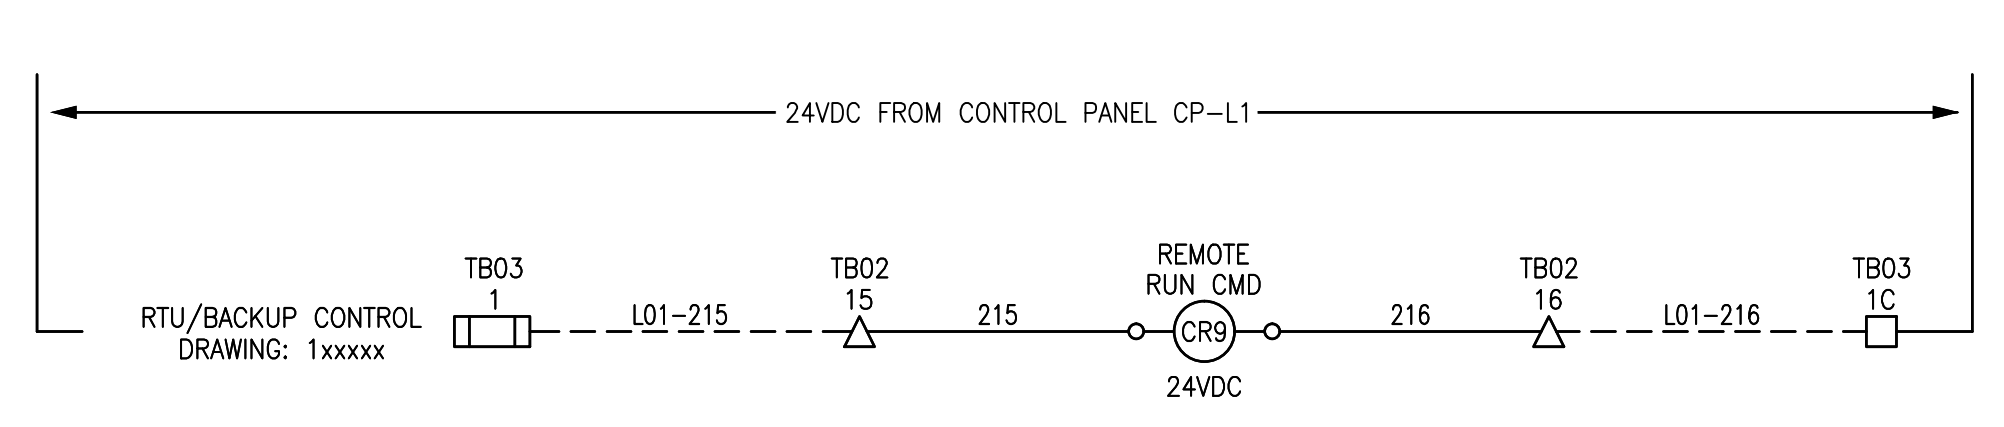 24VDC FROM CONTROL PANEL CP-L1
RTU/BACKUP CONTROL
DRAWING: 1xxxxx
TB03
1
L01-215
TB02
15
215
REMOTE
RUN CMD
CR9
24VDC
216
TB02
16
L01-216
TB03
1C